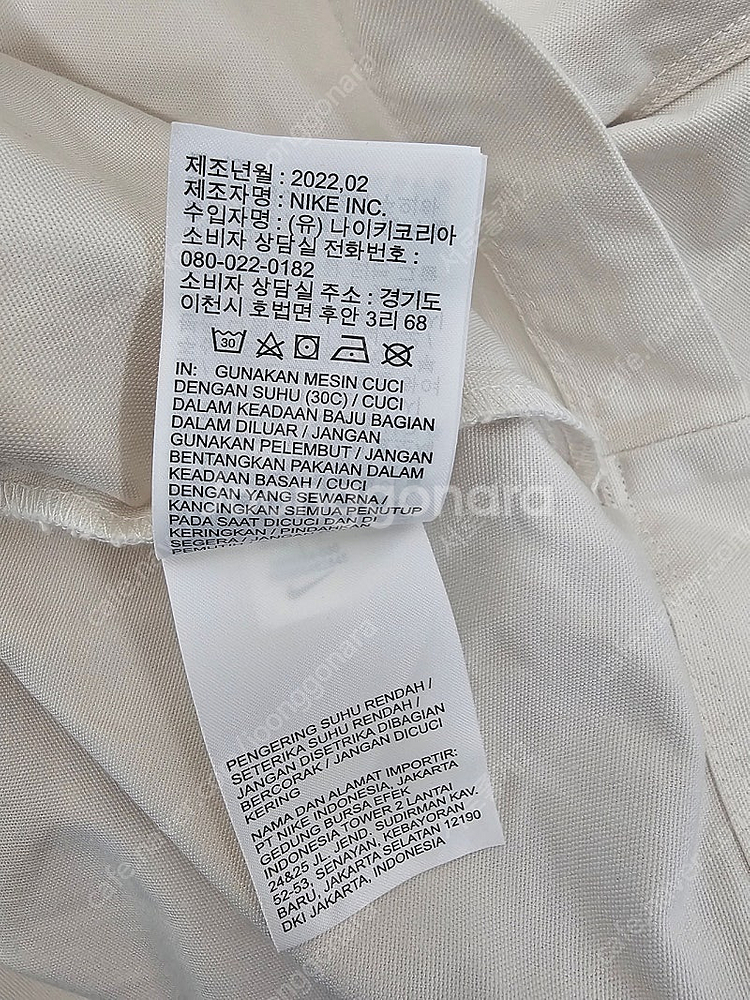 제조년월 : 2022,02
제조자명 : NIKE INC.
수입자명 : (유) 나이키코리아
소비자 상담실 전화번호 :
080-022-0182
소비자 상담실 주소 : 경기도
이천시 호법면 후안 3리 68
30
IN: GUNAKAN MESIN CUCI
DENGAN SUHU (30C) / CUCI
DALAM KEADAAN BAJU BAGIAN
DALAM DILUAR / JANGAN
GUNAKAN PELEMBUT / JANGAN
BENTANGKAN PAKAIAN DALAM
KEADAAN BASAH / CUCI
DENGAN YANG SEWARNA /
KANCINGKAN SEMUA PENUTUP
PADA SAAT DICUCI DAN DI
KERINGKAN / PINDAHKAN
SEGERA /
PENGERING SUHU RENDAH /
SETERIKA SUHU RENDAH /
JANGAN DISETRIKA DIBAGIAN
BERCORAK / JANGAN DICUCI
KERING
NAMA DAN ALAMAT IMPORTIR:
PT NIKE INDONESIA, JAKARTA
GEDUNG BURSA EFEK
INDONESIA TOWER 2 LANTAI
24&25 JL. JEND. SUDIRMAN KAV.
52-53, SENAYAN, KEBAYORAN
BARU, JAKARTA SELATAN 12190
DKI JAKARTA, INDONESIA